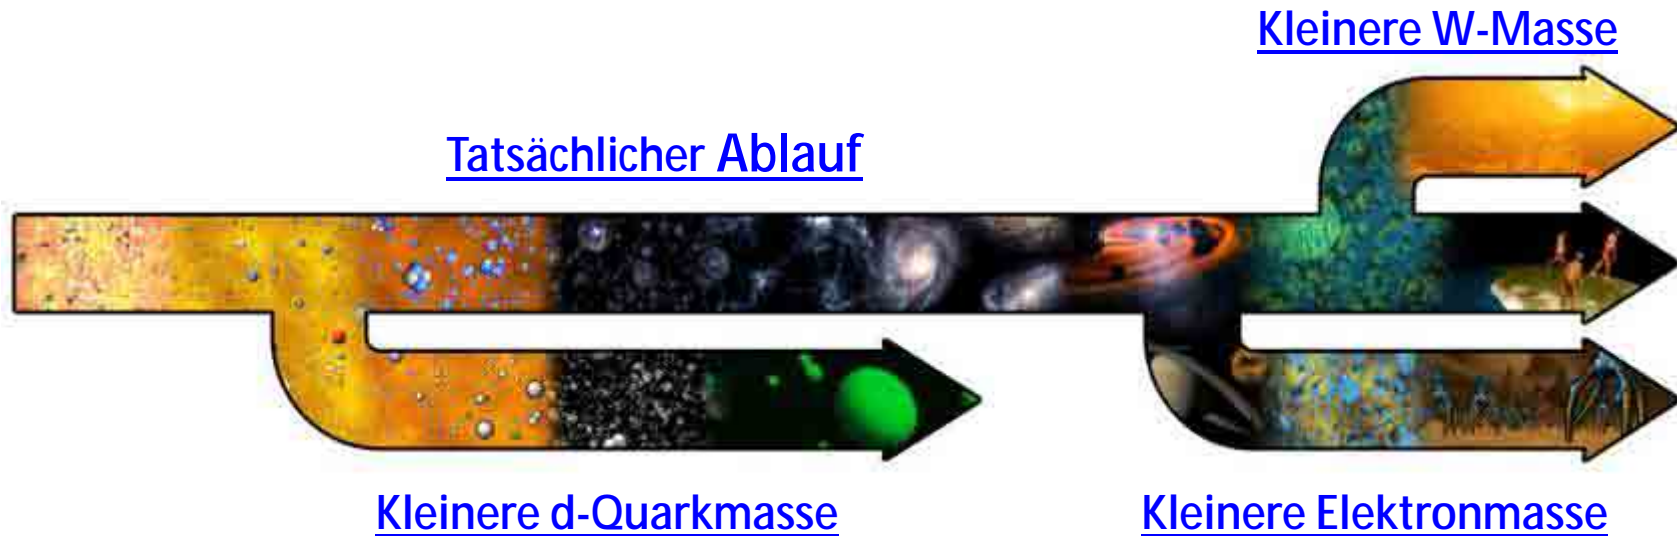 Kleinere W-Masse
Tatsächlicher Ablauf
Kleinere d-Quarkmasse
Kleinere Elektronmasse